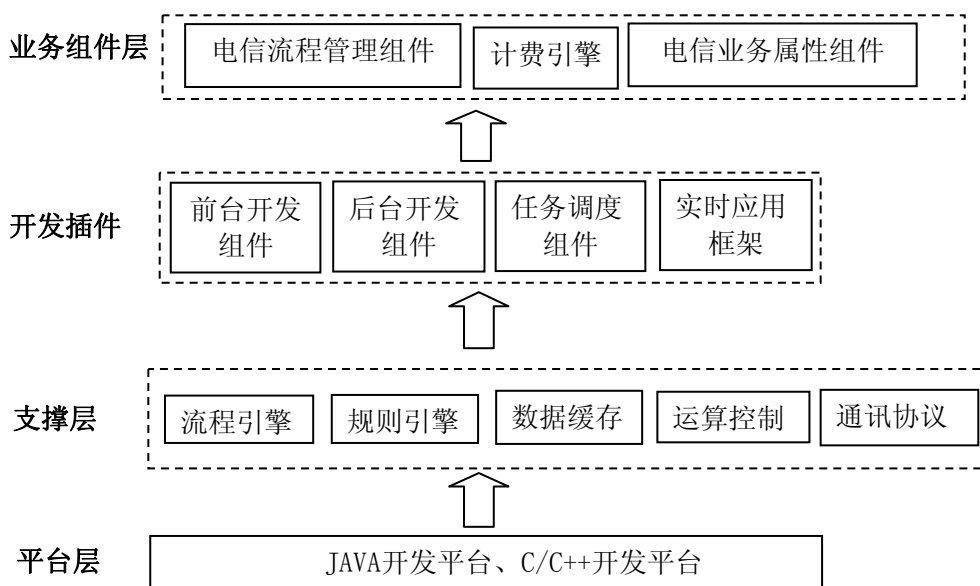 业务组件层
电信流程管理组件
计费引擎
电信业务属性组件
开发插件
前台开发
组件
后台开发
组件
任务调度
组件
实时应用
框架
支撑层
流程引擎
规则引擎
数据缓存
运算控制
通讯协议
平台层
JAVA开发平台、C/C++开发平台